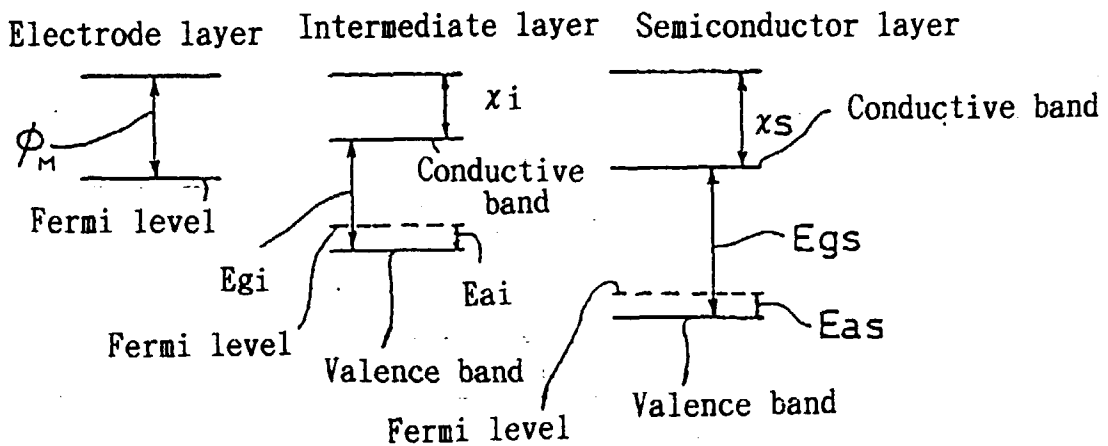 Electrode layer
Intermediate layer
Semiconductor layer
ϕM
χi
χs
Conductive band
Conductive
band
Fermi level
Egi
Eai
Egs
Eas
Fermi level
Valence band
Fermi level
Valence band